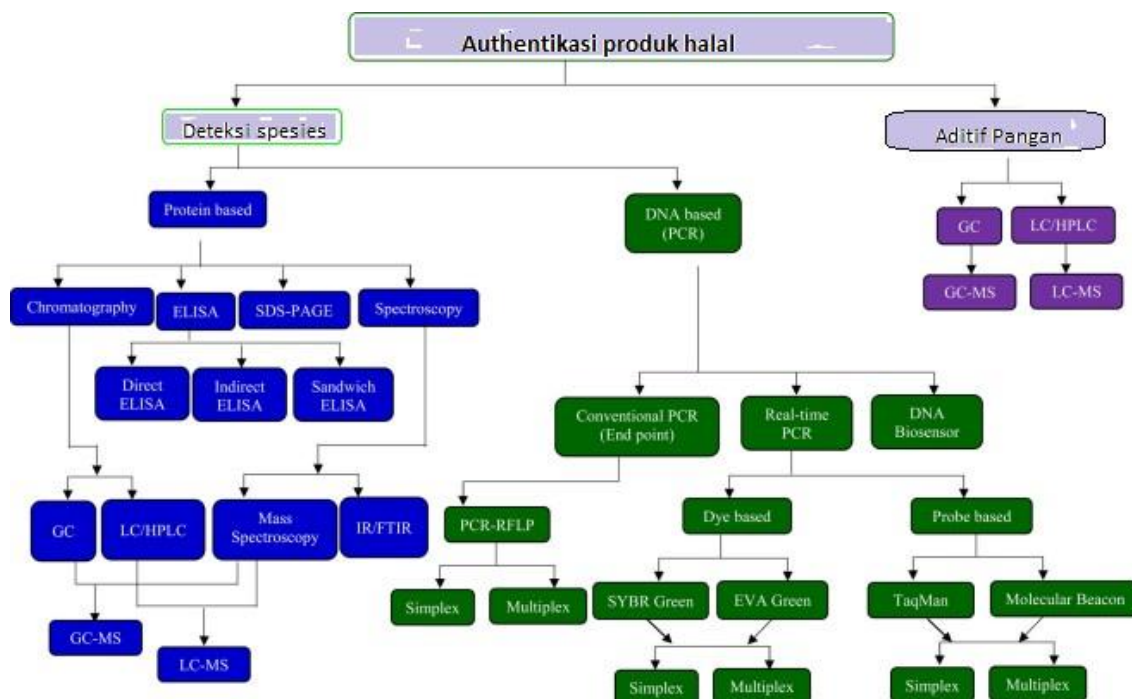 Authentikasi produk halal
Deteksi spesies
Aditif Pangan
Protein based
DNA based
(PCR)
GC
LC/HPLC
GC-MS
LC-MS
Chromatography
ELISA
SDS-PAGE
Spectroscopy
Direct
ELISA
Indirect
ELISA
Sandwich
ELISA
Conventional PCR
(End point)
Real-time
PCR
DNA
Biosensor
GC
LC/HPLC
Mass
Spectroscopy
IR/FTIR
PCR-RFLP
Dye based
Probe based
Simplex
Multiplex
SYBR Green
EVA Green
TaqMan
Molecular Beacon
GC-MS
LC-MS
Simplex
Multiplex
Simplex
Multiplex